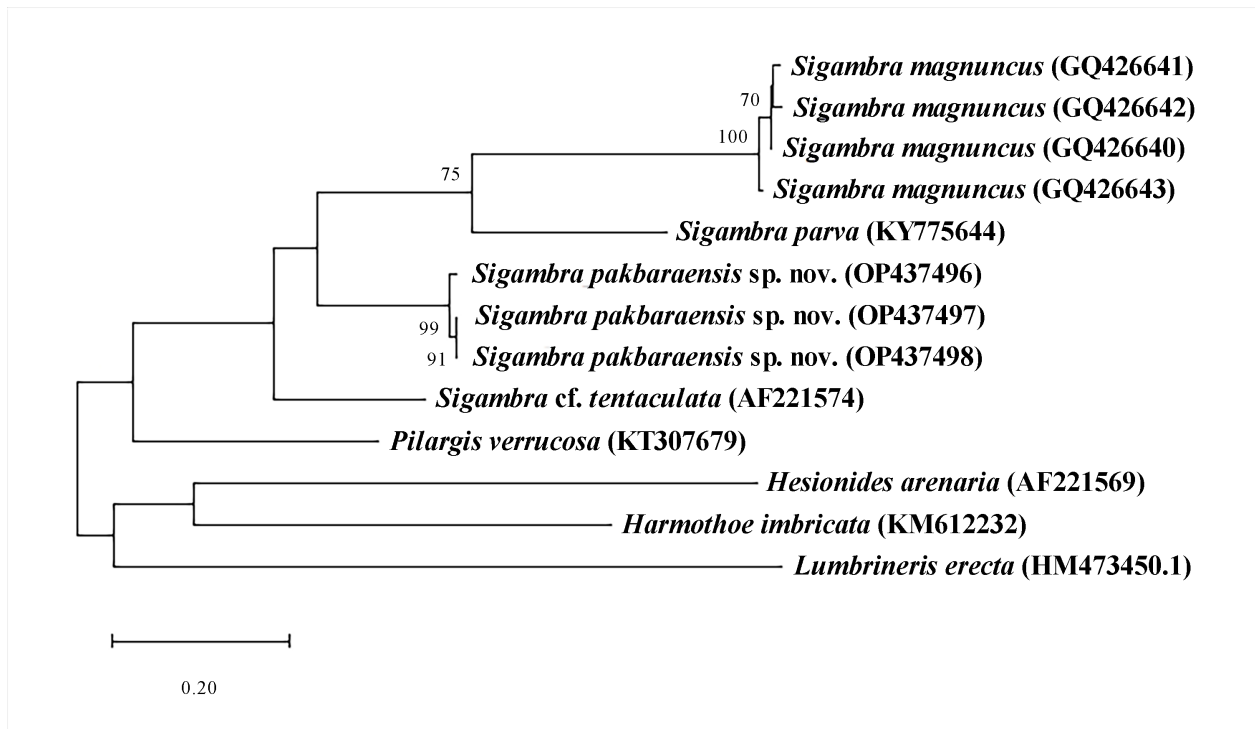 Sigambra magnuncus (GQ426641)
70
Sigambra magnuncus (GQ426642)
100
Sigambra magnuncus (GQ426640)
75
Sigambra magnuncus (GQ426643)
Sigambra parva (KY775644)
Sigambra pakbaraensis sp. nov. (OP437496)
Sigambra pakbaraensis sp. nov. (OP437497)
99
Sigambra pakbaraensis sp. nov. (OP437498)
91
Sigambra cf. tentaculata (AF221574)
Pilargis verrucosa (KT307679)
Hesionides arenaria (AF221569)
Harmothoe imbricata (KM612232)
Lumbrineris erecta (HM473450.1)
0.20